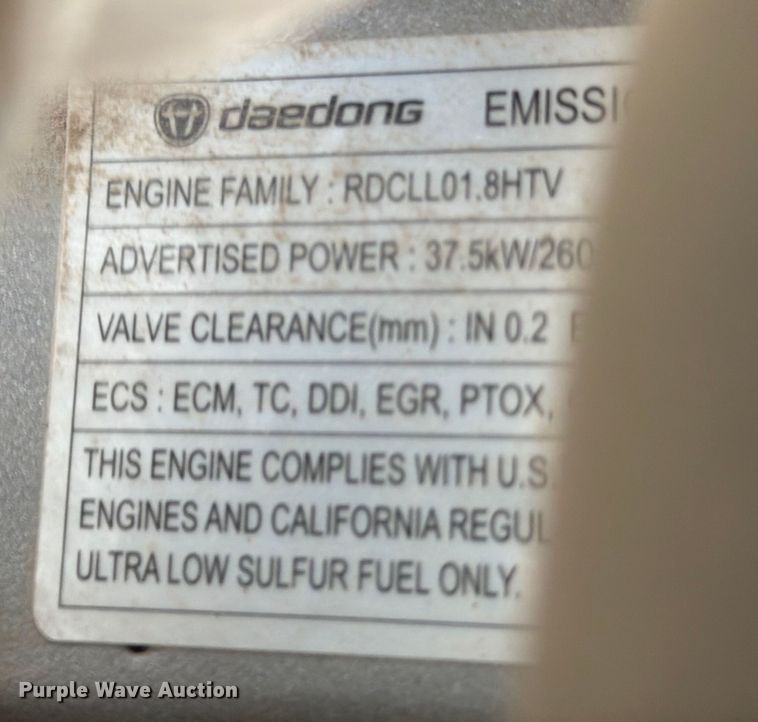 daedong EMISSI
ENGINE FAMILY : RDCLL01.8HTV
ADVERTISED POWER : 37.5kW/260
VALVE CLEARANCE(mm) : IN 0.2 E
ECS : ECM, TC, DDI, EGR, PTOX,
THIS ENGINE COMPLIES WITH U.S
ENGINES AND CALIFORNIA REGUL
ULTRA LOW SULFUR FUEL ONLY.
Purple Wave Auction